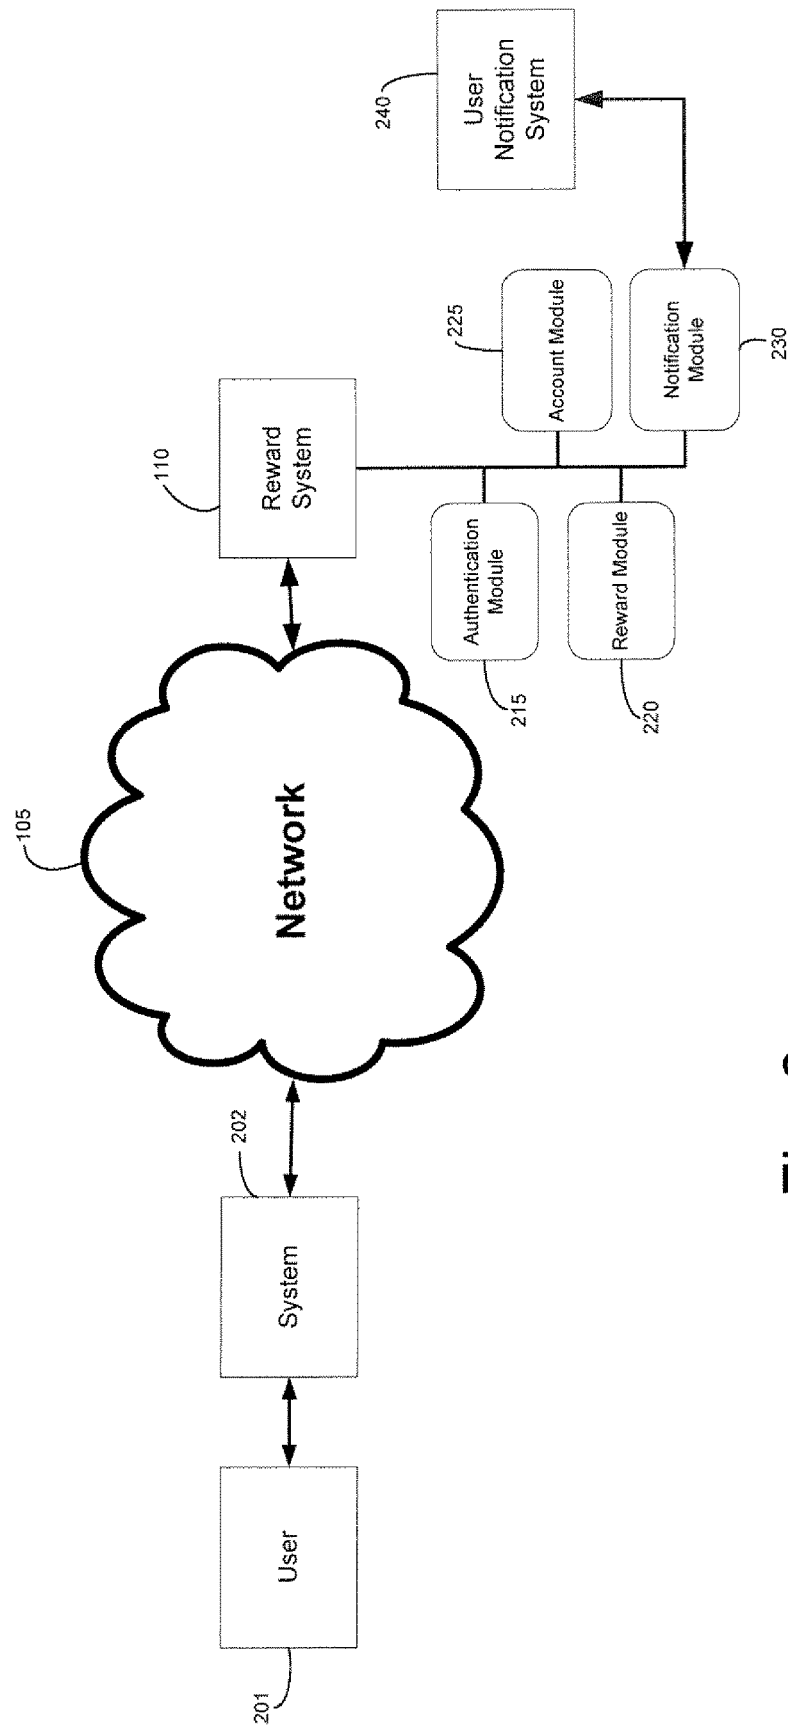 201
User
System
202
105
Network
110
Reward
System
215
Authentication
Module
220
Reward Module
225
Account Module
230
Notification
Module
240
User
Notification
System